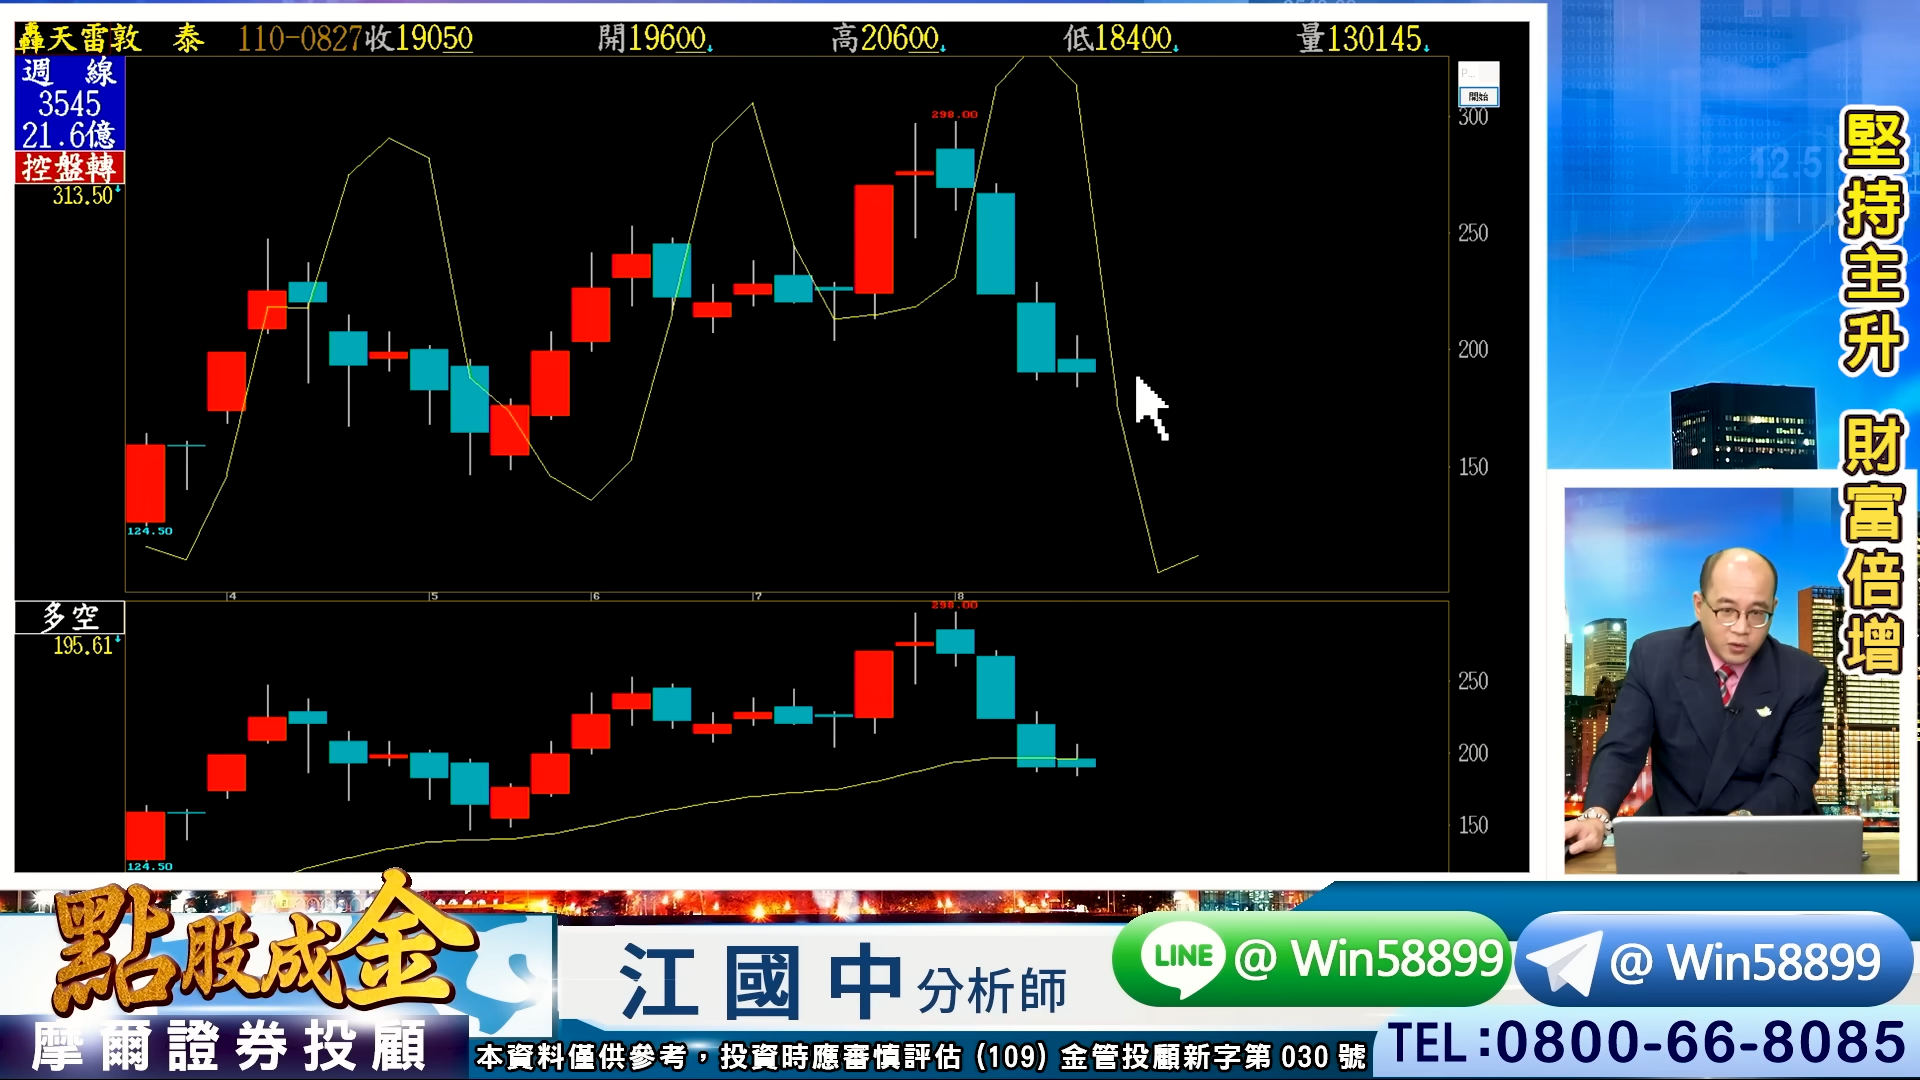 轟天雷敦 泰 110-0827收19050 開19600↓ 高20600↓ 低18400↓ 量130145↓
週 線
3545
21.6億
控盤轉
313.50↓
P...
開始
300
250
200
150
298.00
124.50
4 5 6 7 8
多空
195.61↓
298.00
250
200
150
124.50
堅持主升 財富倍增
點股成金
摩爾證券投顧
江國中分析師
LINE @ Win58899
@ Win58899
本資料僅供參考，投資時應審慎評估 (109) 金管投顧新字第 030 號
TEL:0800-66-8085